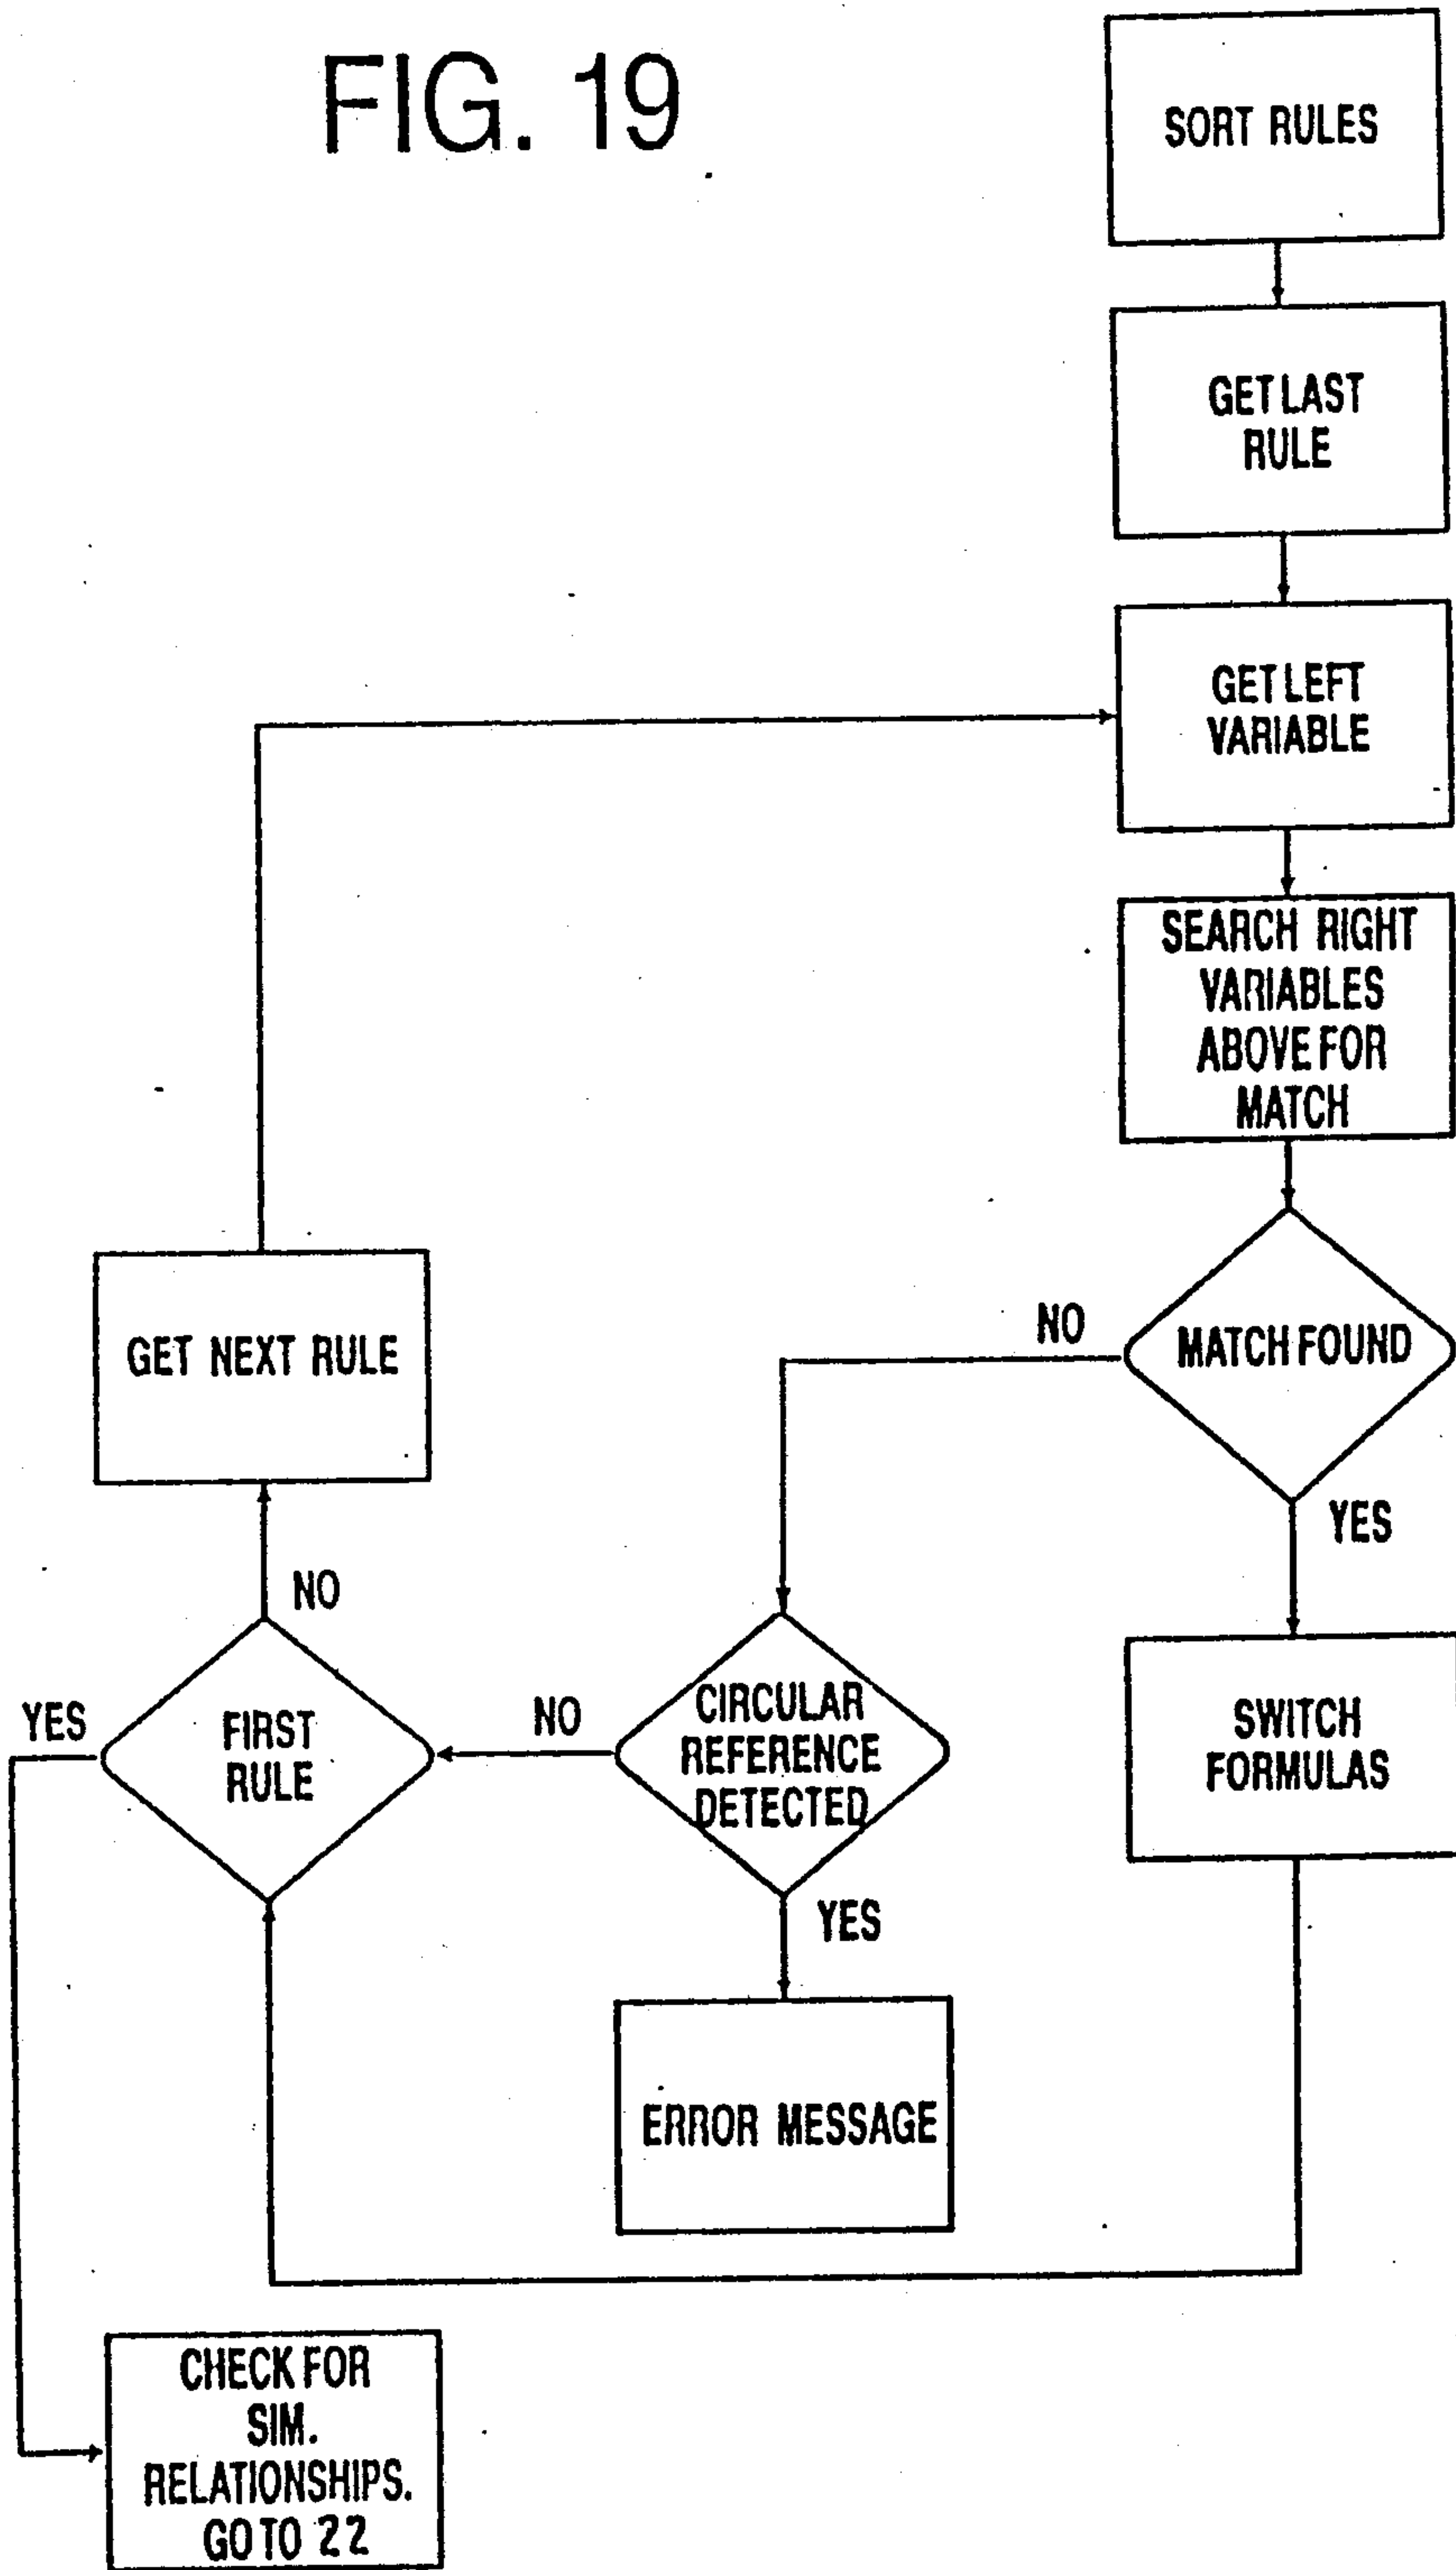 FIG. 19
SORT RULES
GET LAST
RULE
GET LEFT
VARIABLE
SEARCH RIGHT
VARIABLES
ABOVE FOR
MATCH
MATCH FOUND
NO
YES
SWITCH
FORMULAS
CIRCULAR
REFERENCE
DETECTED
NO
YES
ERROR MESSAGE
FIRST
RULE
NO
YES
GET NEXT RULE
CHECK FOR
SIM.
RELATIONSHIPS.
GO TO 22